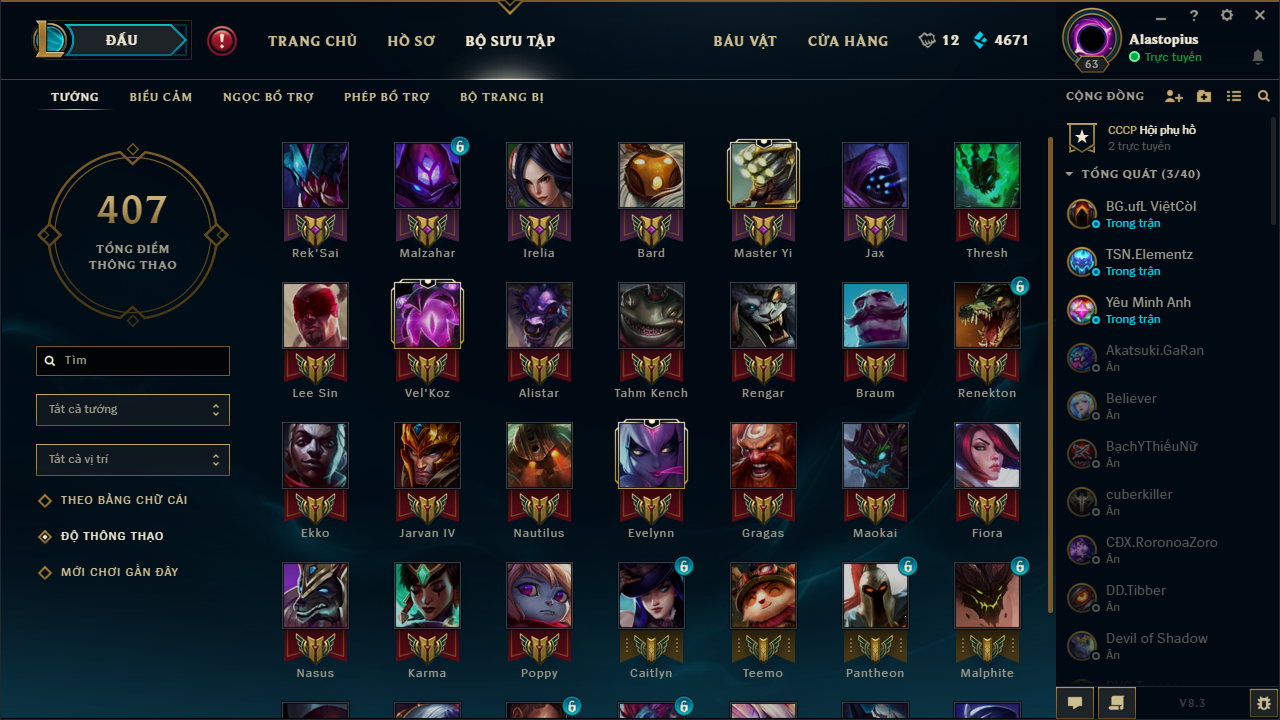 ĐẤU
TRANG CHỦ
HỒ SƠ
BỘ SƯU TẬP
BÁU VẬT
CỬA HÀNG
12
4671
63
Alastopius
Trực tuyến
TƯỚNG
BIỂU CẢM
NGỌC BỔ TRỢ
PHÉP BỔ TRỢ
BỘ TRANG BỊ
407
TỔNG ĐIỂM
THÔNG THẠO
Tìm
Tất cả tướng
Tất cả vị trí
THEO BẢNG CHỮ CÁI
ĐỘ THÔNG THẠO
MỚI CHƠI GẦN ĐÂY
6
Rek'Sai
Malzahar
Irelia
Bard
Master Yi
Jax
Thresh
6
Lee Sin
Vel'Koz
Alistar
Tahm Kench
Rengar
Braum
Renekton
Ekko
Jarvan IV
Nautilus
Evelynn
Gragas
Maokai
Fiora
6
6
6
Nasus
Karma
Poppy
Caitlyn
Teemo
Pantheon
Malphite
6
6
CỘNG ĐỒNG
CCCP Hội phụ hồ
2 trực tuyến
TỔNG QUÁT (3/40)
BG.ufL ViệtCòl
Trong trận
TSN.Elementz
Trong trận
Yêu Minh Anh
Trong trận
Akatsuki.GaRan
Ẩn
Believer
Ẩn
BạchYThiếuNữ
Ẩn
cuberkiller
Ẩn
CĐX.RoronoaZoro
Ẩn
DD.Tibber
Ẩn
Devil of Shadow
Ẩn
V8.3